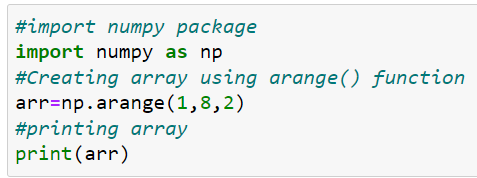 #import numpy package
import numpy as np
#Creating array using arange() function
arr=np.arange(1,8,2)
#printing array
print(arr)